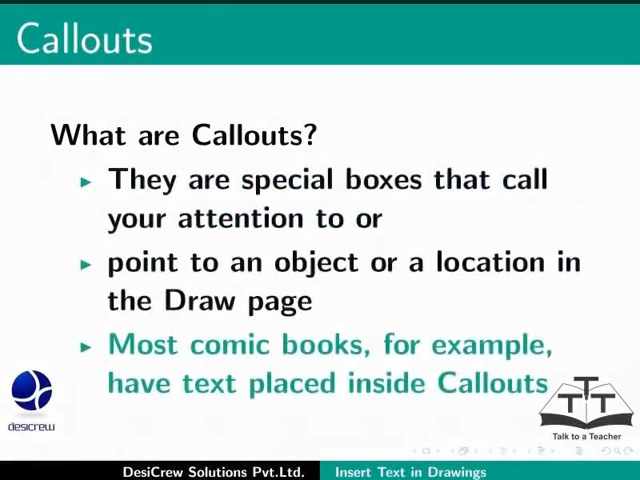 Callouts
What are Callouts?
They are special boxes that call
your attention to or
point to an object or a location in
the Draw page
Most comic books, for example,
have text placed inside Callouts
desicrew
TTT
Talk to a Teacher
DesiCrew Solutions Pvt.Ltd.
Insert Text in Drawings